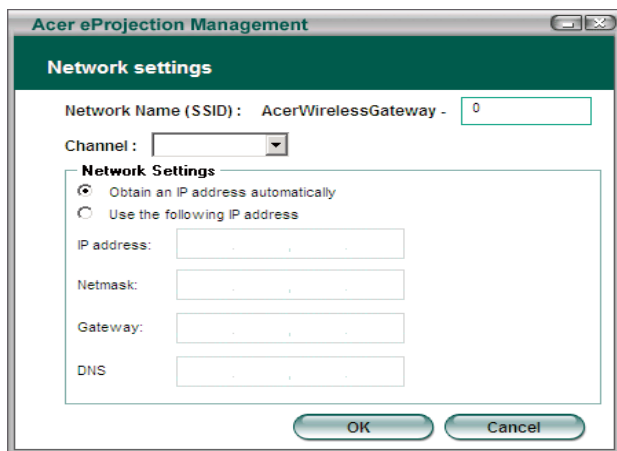 Acer eProjection Management
Network settings
Network Name (SSID) : AcerWirelessGateway - 0
Channel :
Network Settings
Obtain an IP address automatically
Use the following IP address
IP address:
Netmask:
Gateway:
DNS
OK Cancel